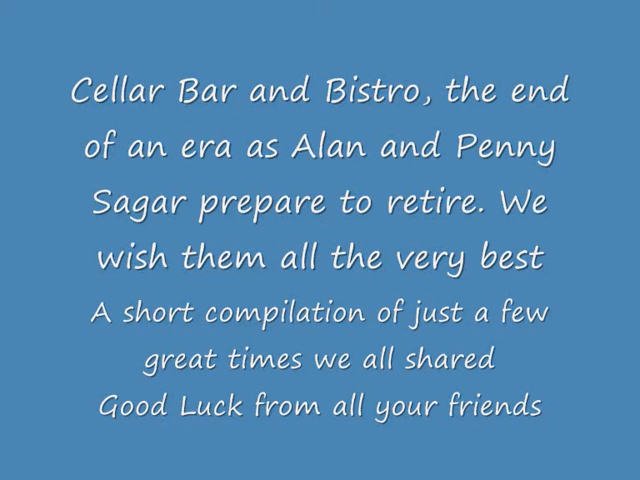 Cellar Bar and Bistro, the end
of an era as Alan and Penny
Sagar prepare to retire. We
wish them all the very best
A short compilation of just a few
great times we all shared
Good Luck from all your friends